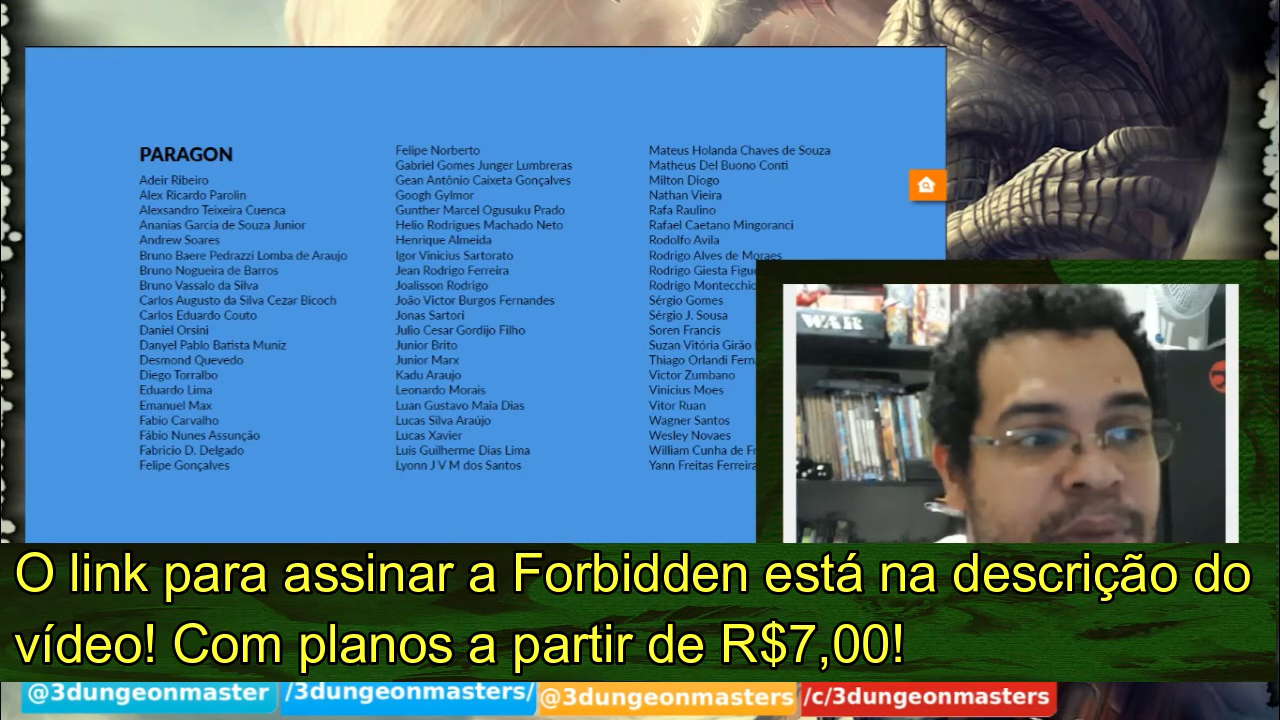 PARAGON
Adeir Ribeiro
Alex Ricardo Parolin
Alexsandro Teixeira Cuenca
Ananias Garcia de Souza Junior
Andrew Soares
Bruno Baere Pedrazzi Lomba de Araujo
Bruno Nogueira de Barros
Bruno Vassalo da Silva
Carlos Augusto da Silva Cezar Bicoch
Carlos Eduardo Couto
Daniel Orsini
Danyel Pablo Batista Muniz
Desmond Quevedo
Diego Torralbo
Eduardo Lima
Emanuel Max
Fabio Carvalho
Fábio Nunes Assunção
Fabricio D. Delgado
Felipe Gonçalves
Felipe Norberto
Gabriel Gomes Junger Lumbreras
Gean Antônio Caixeta Gonçalves
Googh Gylmor
Gunther Marcel Ogusuku Prado
Helio Rodrigues Machado Neto
Henrique Almeida
Igor Vinicius Sartorato
Jean Rodrigo Ferreira
Joalisson Rodrigo
João Victor Burgos Fernandes
Jonas Sartori
Julio Cesar Gordijo Filho
Junior Brito
Junior Marx
Kadu Araujo
Leonardo Morais
Luan Gustavo Maia Dias
Lucas Silva Araújo
Lucas Xavier
Luis Guilherme Dias Lima
Lyonn J V M dos Santos
Mateus Holanda Chaves de Souza
Matheus Del Buono Conti
Milton Diogo
Nathan Vieira
Rafa Raulino
Rafael Caetano Mingoranci
Rodolfo Avila
Rodrigo Alves de Moraes
Rodrigo Giesta
Rodrigo Montecchio
Sérgio Gomes
Sérgio J. Sousa
Soren Francis
Suzan Vitória Girão
Thiago Orlandi
Victor Zumbano
Vinicius Moes
Vitor Ruan
Wagner Santos
Wesley Novaes
William Cunha de
Yann Freitas Ferreira
WAR
O link para assinar a Forbidden está na descrição do
vídeo! Com planos a partir de R$7,00!
@3dungeonmaster /3dungeonmasters/ @3dungeonmasters /c/3dungeonmasters